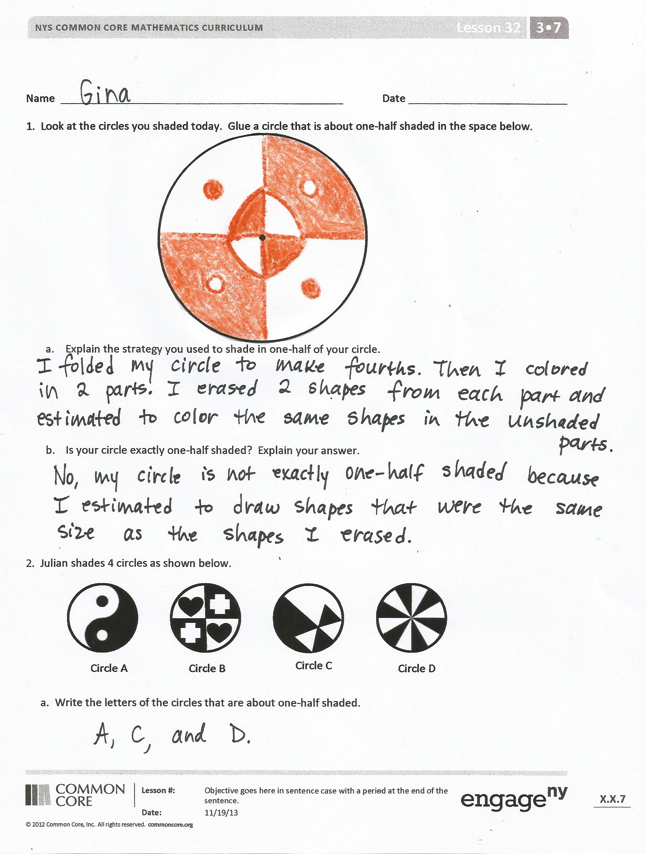 NYS COMMON CORE MATHEMATICS CURRICULUM Lesson 32 3•7
Name Gina Date
1. Look at the circles you shaded today. Glue a circle that is about one-half shaded in the space below.
a. Explain the strategy you used to shade in one-half of your circle.
I folded my circle to make fourths. Then I colored
in 2 parts. I erased 2 shapes from each part and
estimated to color the same shapes in the unshaded
parts.
b. Is your circle exactly one-half shaded? Explain your answer.
No, my circle is not exactly one-half shaded because
I estimated to draw shapes that were the same
size as the shapes I erased.
2. Julian shades 4 circles as shown below.
Circle A Circle B Circle C Circle D
a. Write the letters of the circles that are about one-half shaded.
A, C, and D.
COMMON CORE
Lesson #: Objective goes here in sentence case with a period at the end of the
sentence.
Date: 11/19/13
engageny
X.X.7
© 2012 Common Core, Inc. All rights reserved. commoncore.org